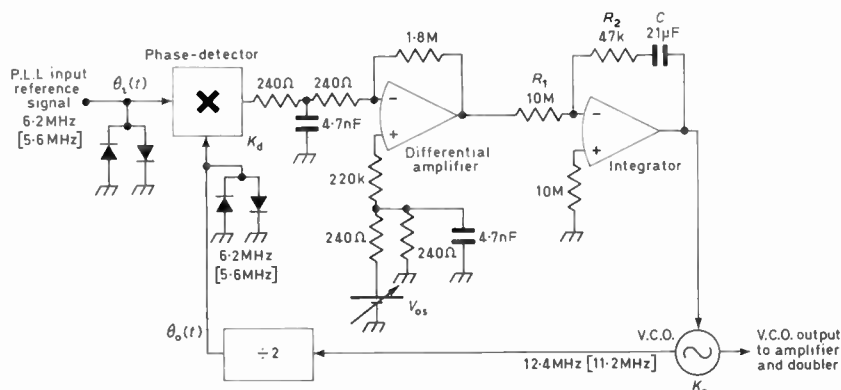 P.L.L input
reference
signal
6·2MHz
[5·6MHz]
θi(t)
Phase-detector
Kd
240Ω
240Ω
4·7nF
1·8M
-
+
Differential
amplifier
220k
240Ω
240Ω
4·7nF
Vos
R1
10M
R2
47k
C
21µF
-
+
Integrator
10M
6·2MHz
[5·6MHz]
θo(t)
÷2
12·4MHz [11·2MHz]
V.C.O.
V.C.O. output
to amplifier
and doubler